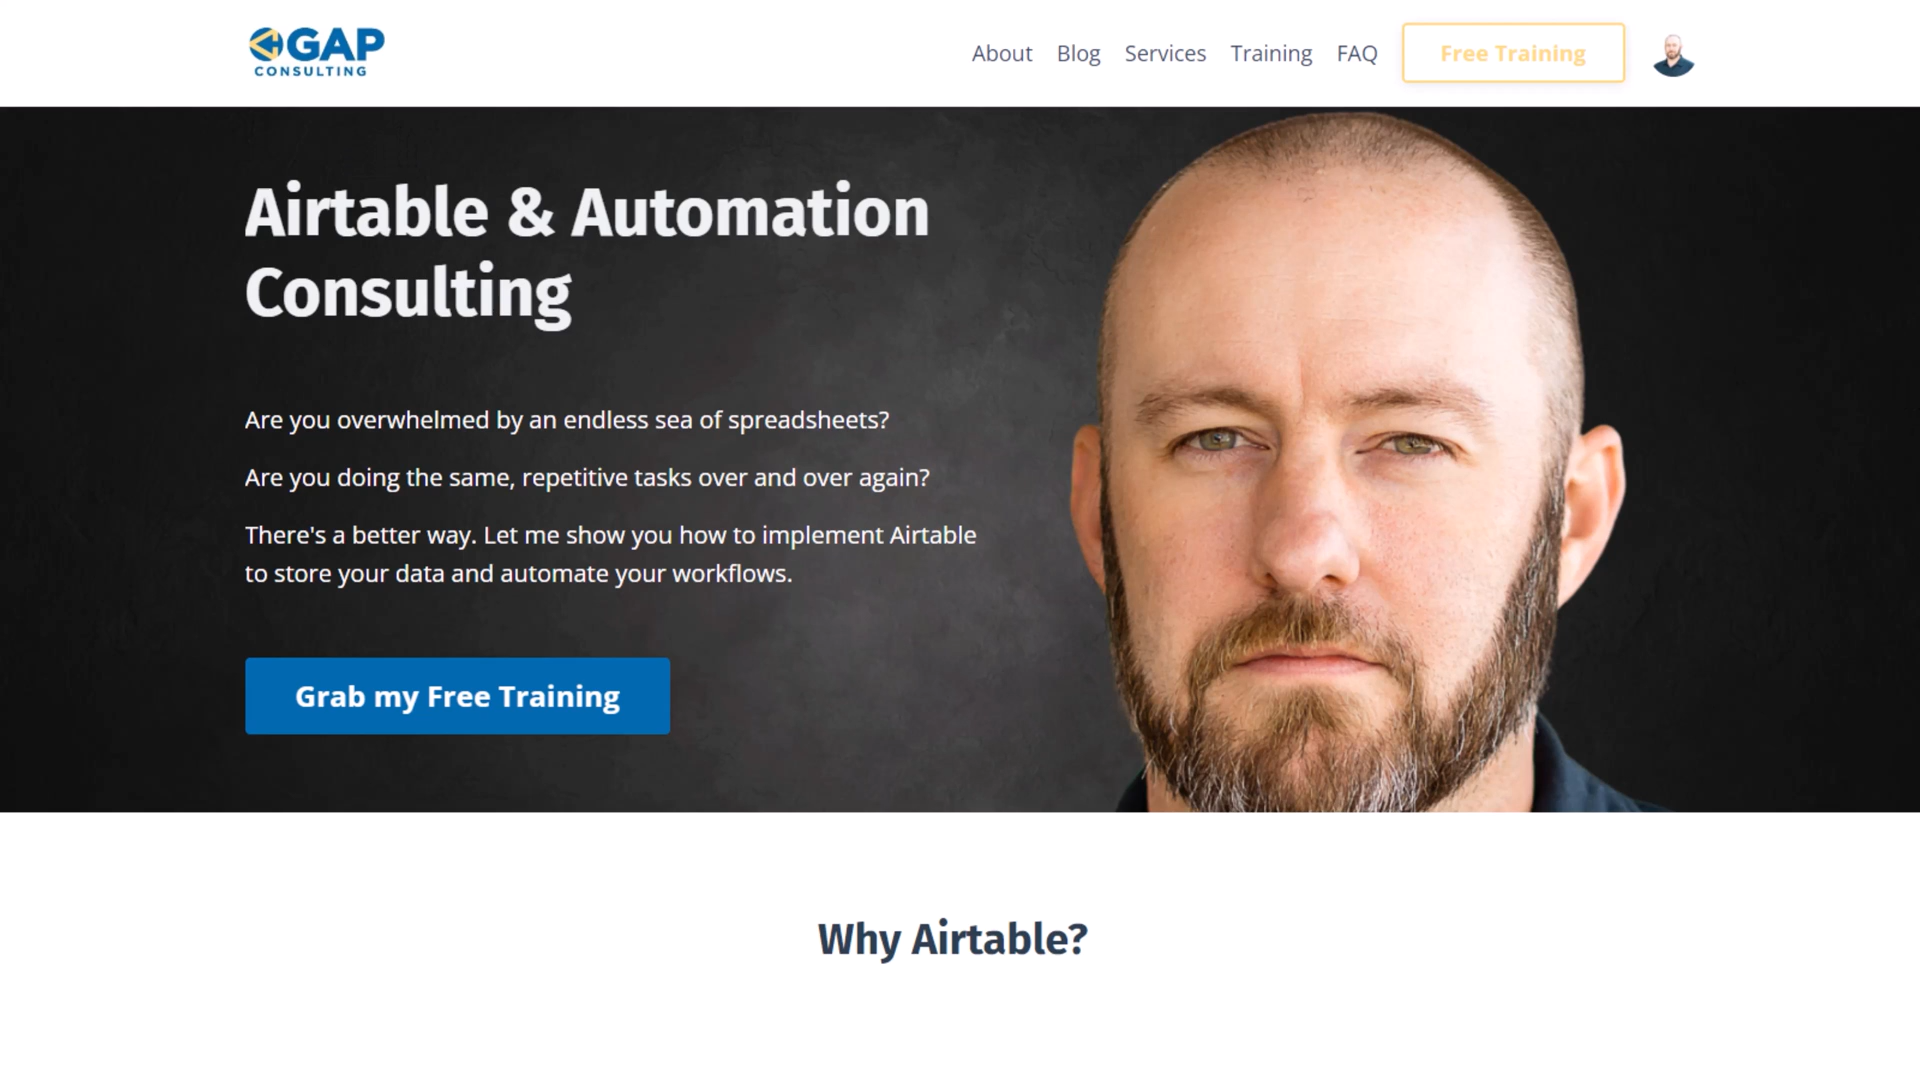 GAP
CONSULTING
About Blog Services Training FAQ Free Training
Airtable & Automation
Consulting
Are you overwhelmed by an endless sea of spreadsheets?
Are you doing the same, repetitive tasks over and over again?
There's a better way. Let me show you how to implement Airtable
to store your data and automate your workflows.
Grab my Free Training
Why Airtable?